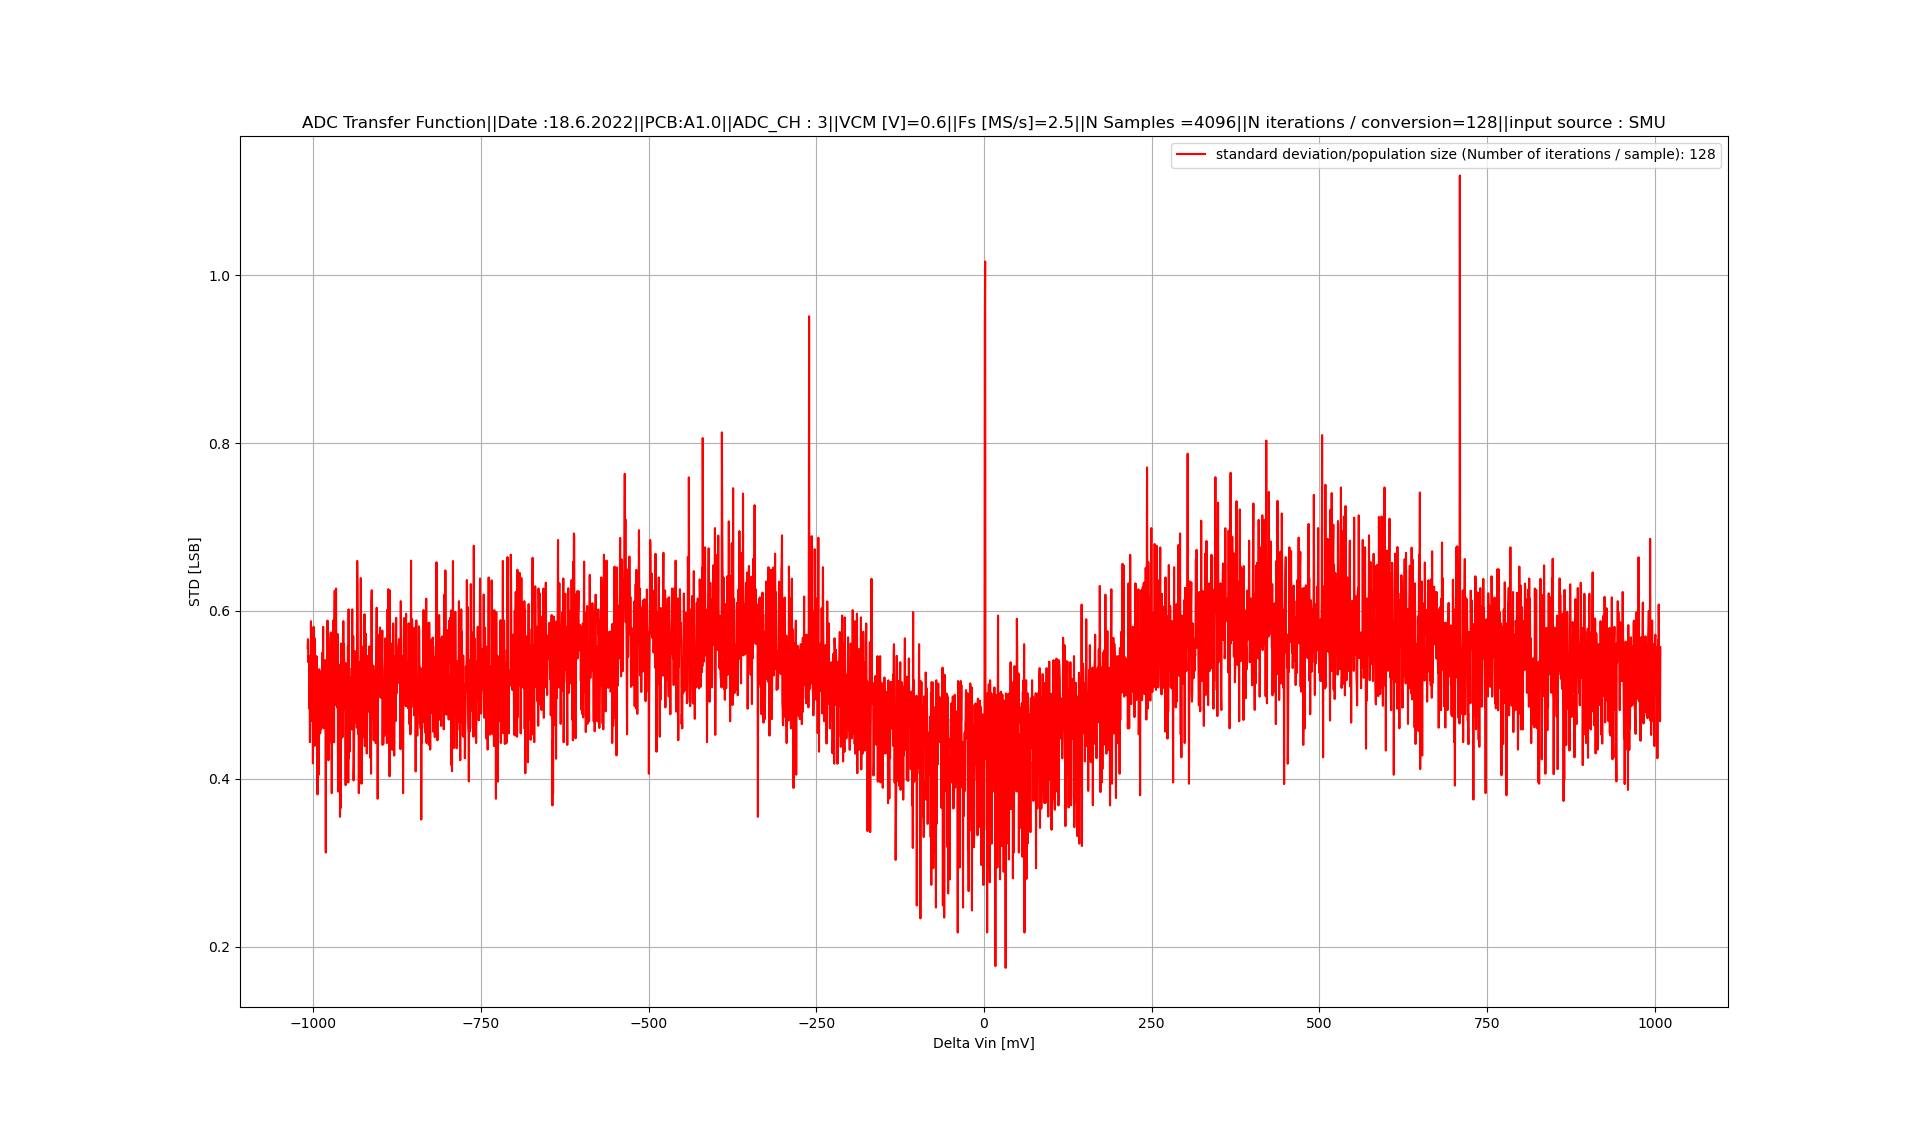 ADC Transfer Function||Date :18.6.2022||PCB:A1.0||ADC_CH : 3||VCM [V]=0.6||Fs [MS/s]=2.5||N Samples =4096||N iterations / conversion=128||input source : SMU
standard deviation/population size (Number of iterations / sample): 128
STD [LSB]
1.0
0.8
0.6
0.4
0.2
−1000 −750 −500 −250 0 250 500 750 1000
Delta Vin [mV]